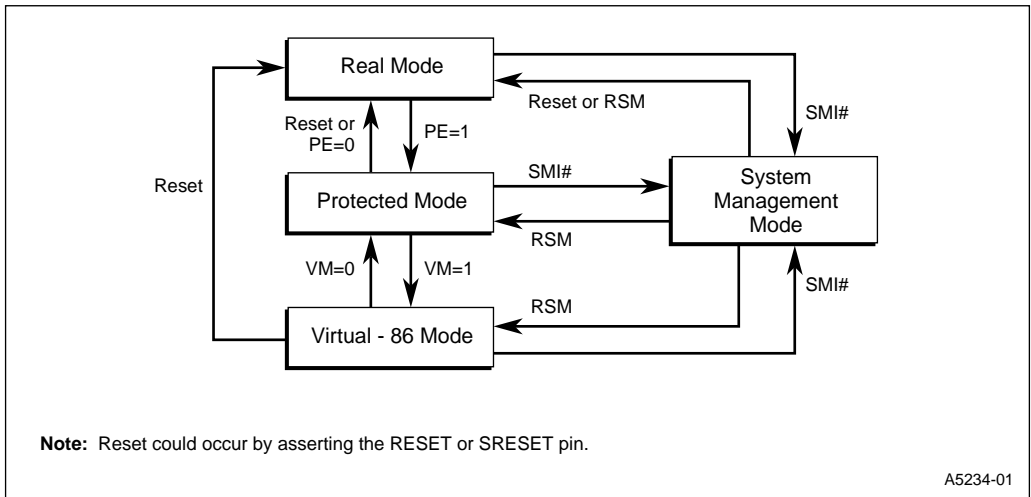 Real Mode
Reset or RSM
SMI#
Reset or
PE=0
PE=1
Reset
SMI#
System
Management
Mode
Protected Mode
RSM
VM=0
VM=1
SMI#
RSM
Virtual - 86 Mode
Note: Reset could occur by asserting the RESET or SRESET pin.
A5234-01